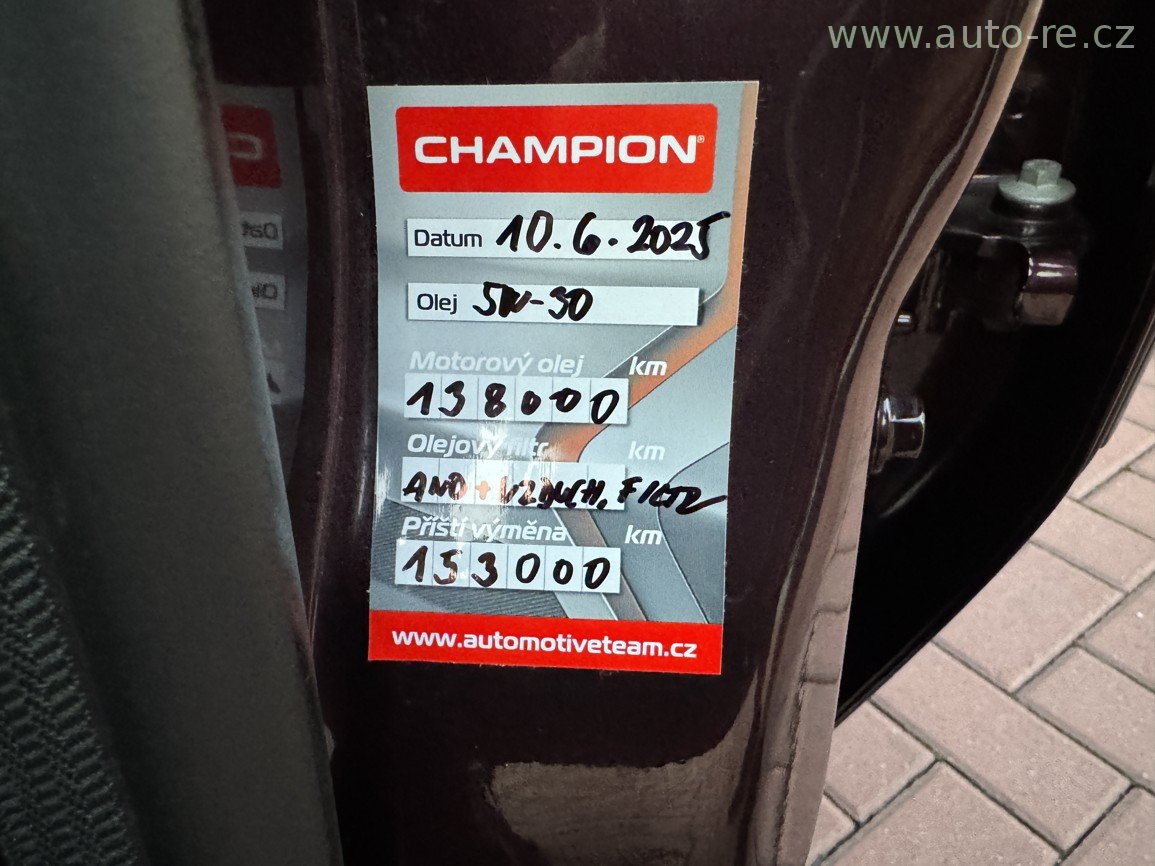 www.auto-re.cz
CHAMPION®
Datum 10.6.2025
Olej 5W-30
Motorový olej km
138000
Olejový filtr km
ANO + VZDUCH. FILTR
Příští výměna km
153000
www.automotiveteam.cz